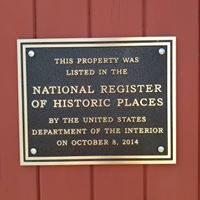 THIS PROPERTY WAS
LISTED IN THE
NATIONAL REGISTER
OF HISTORIC PLACES
BY THE UNITED STATES
DEPARTMENT OF THE INTERIOR
ON OCTOBER 8, 2014